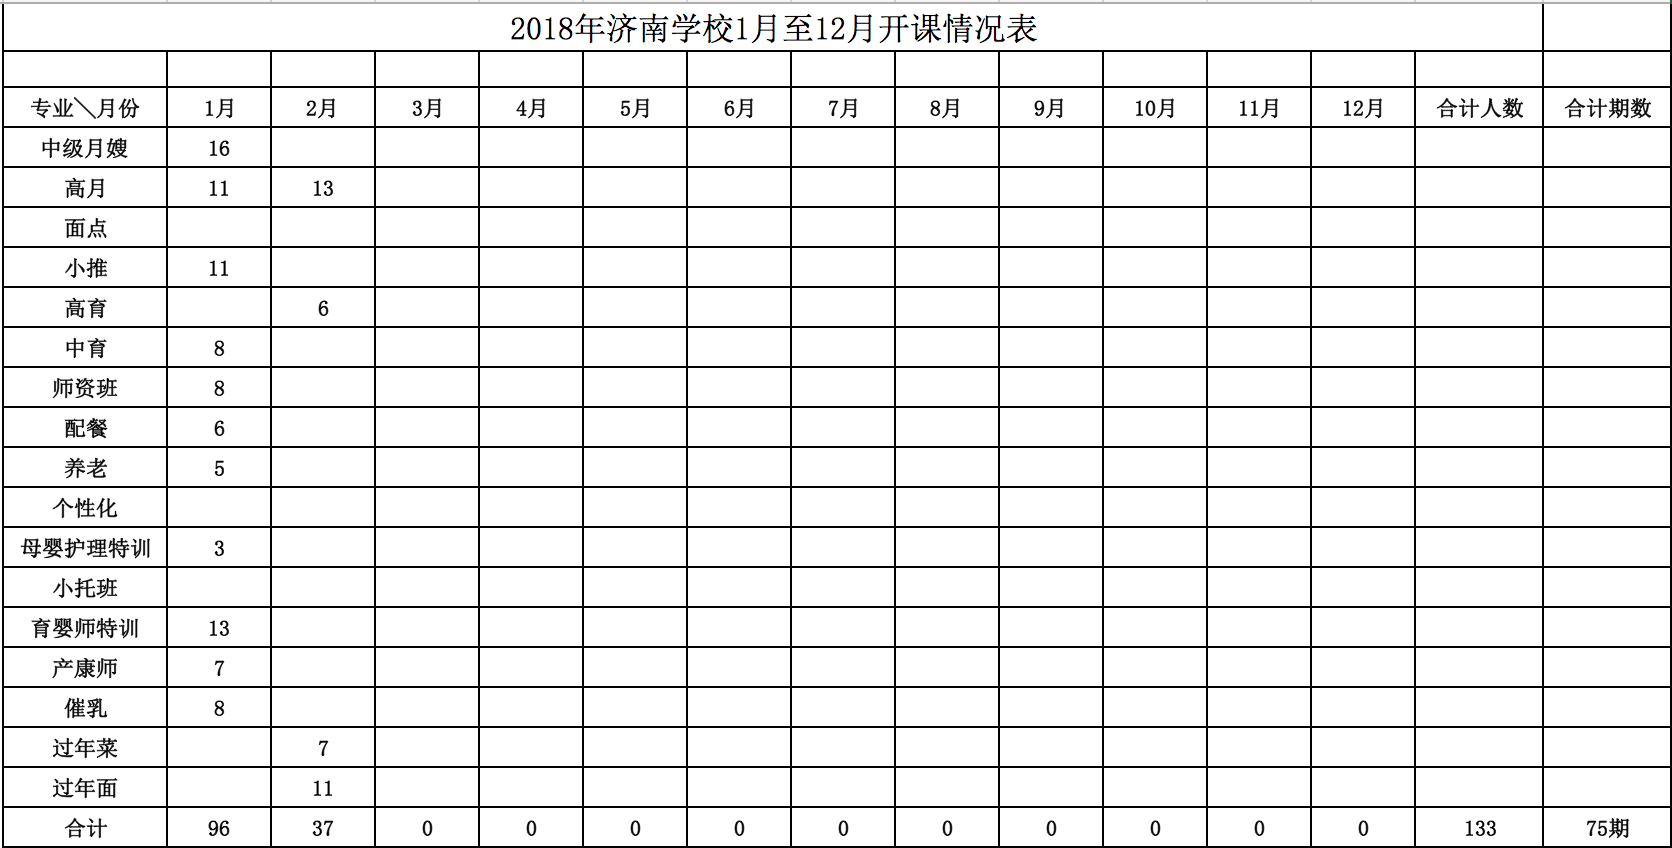 2018年济南学校1月至12月开课情况表
专业╲月份 1月 2月 3月 4月 5月 6月 7月 8月 9月 10月 11月 12月 合计人数 合计期数
中级月嫂 16
高月 11 13
面点
小推 11
高育 6
中育 8
师资班 8
配餐 6
养老 5
个性化
母婴护理特训 3
小托班
育婴师特训 13
产康师 7
催乳 8
过年菜 7
过年面 11
合计 96 37 0 0 0 0 0 0 0 0 0 0 133 75期